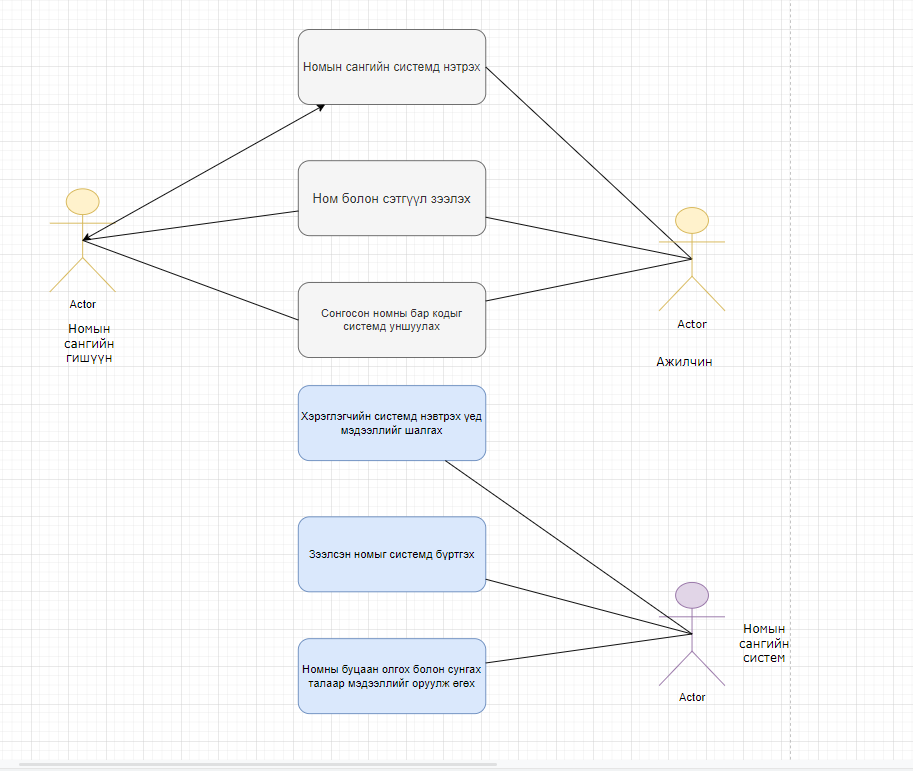 Номын сангийн системд нэтрэх
Ном болон сэтгүүл зээлэх
Actor
Номын
сангийн
гишүүн
Сонгосон номны бар кодыг
системд уншуулах
Actor
Ажилчин
Хэрэглэгчийн системд нэвтрэх үед
мэдээллийг шалгах
Зээлсэн номыг системд бүртгэх
Номны буцаан олгох болон сунгах
талаар мэдээллийг оруулж өгөх
Номын
сангийн
систем
Actor